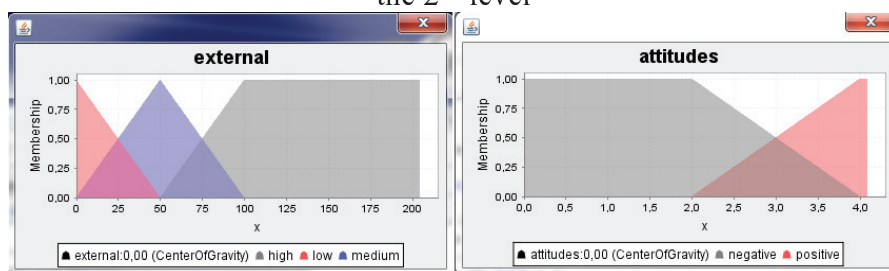 the 2 level
external
1,00
0,75
0,50
0,25
0,00
Membership
0 25 50 75 100 125 150 175 200
x
external:0,00 (CenterOfGravity) high low medium
attitudes
1,00
0,75
0,50
0,25
0,00
Membership
0,0 0,5 1,0 1,5 2,0 2,5 3,0 3,5 4,0
x
attitudes:0,00 (CenterOfGravity) negative positive